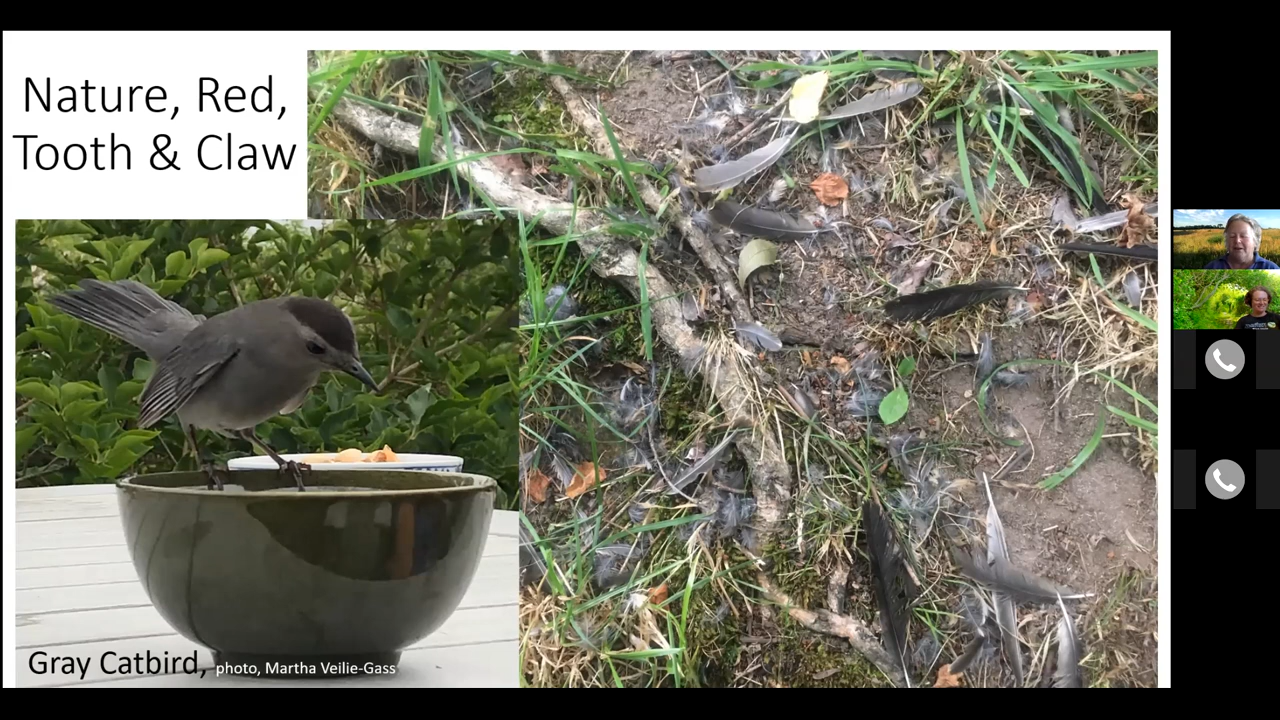 Nature, Red,
Tooth & Claw
Gray Catbird, photo, Martha Veilie-Gass